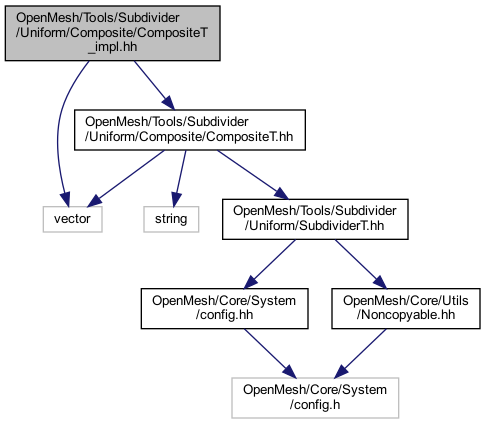 OpenMesh/Tools/Subdivider
/Uniform/Composite/CompositeT
_impl.hh
OpenMesh/Tools/Subdivider
/Uniform/Composite/CompositeT.hh
vector
string
OpenMesh/Tools/Subdivider
/Uniform/SubdividerT.hh
OpenMesh/Core/System
/config.hh
OpenMesh/Core/Utils
/Noncopyable.hh
OpenMesh/Core/System
/config.h